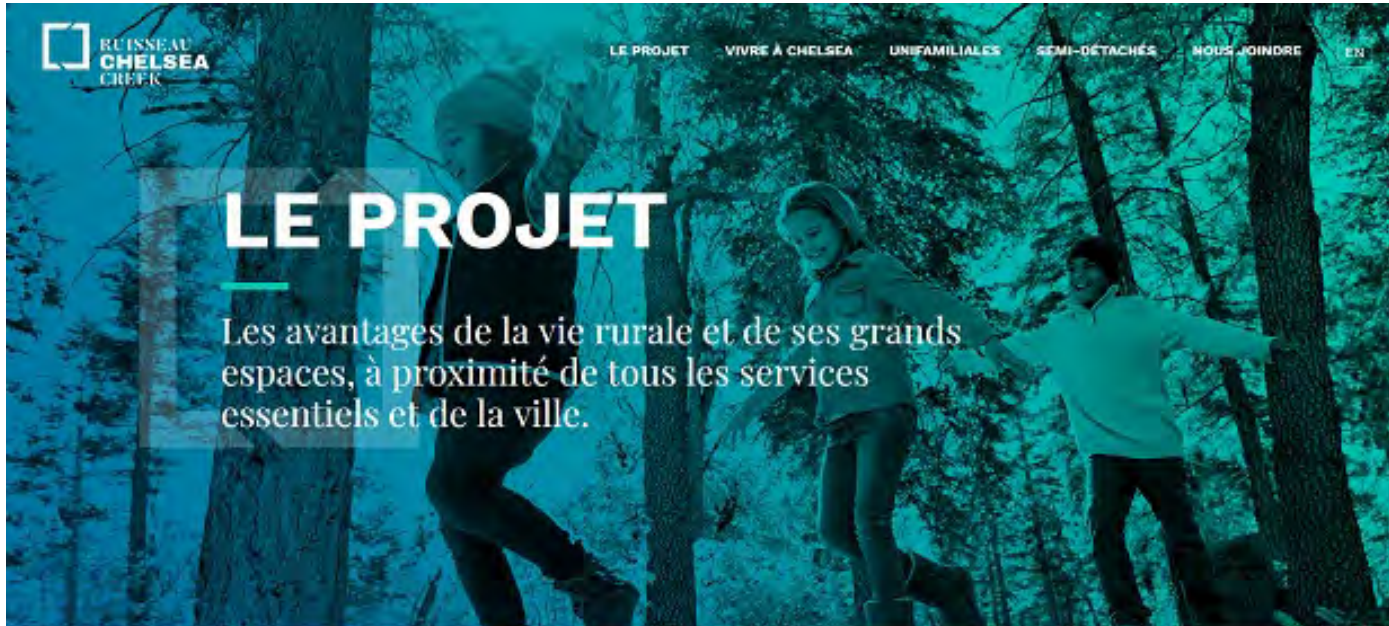 RUISSEAU
CHELSEA
CREEK
LE PROJET VIVRE À CHELSEA UNIFAMILIALES SEMI-DÉTACHÉS NOUS JOINDRE EN
LE PROJET
Les avantages de la vie rurale et de ses grands
espaces, à proximité de tous les services
essentiels et de la ville.